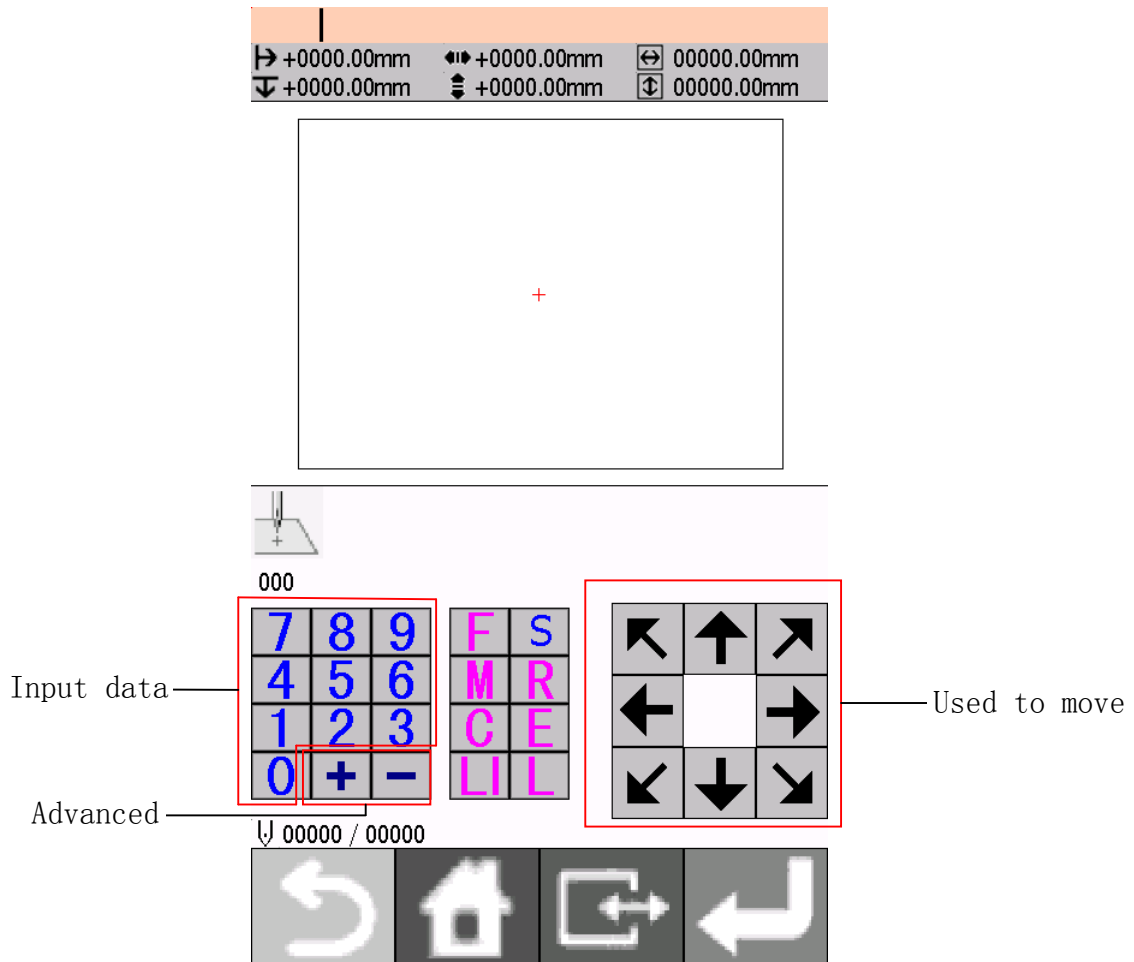 +0000.00mm +0000.00mm 00000.00mm
+0000.00mm +0000.00mm 00000.00mm
000
7 8 9 F S
4 5 6 M R
Input data
Used to move
1 2 3 C E
0 + − LI L
Advanced
00000 / 00000